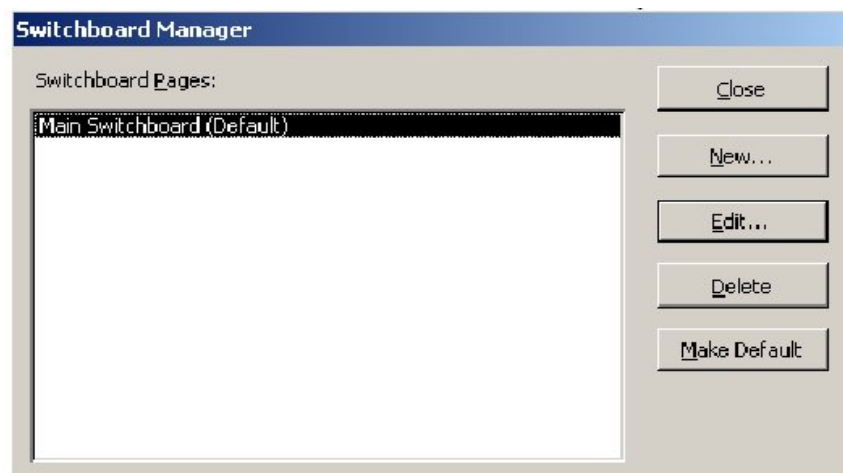 Switchboard Manager
Switchboard Pages:
Main Switchboard (Default)
Close
New...
Edit...
Delete
Make Default